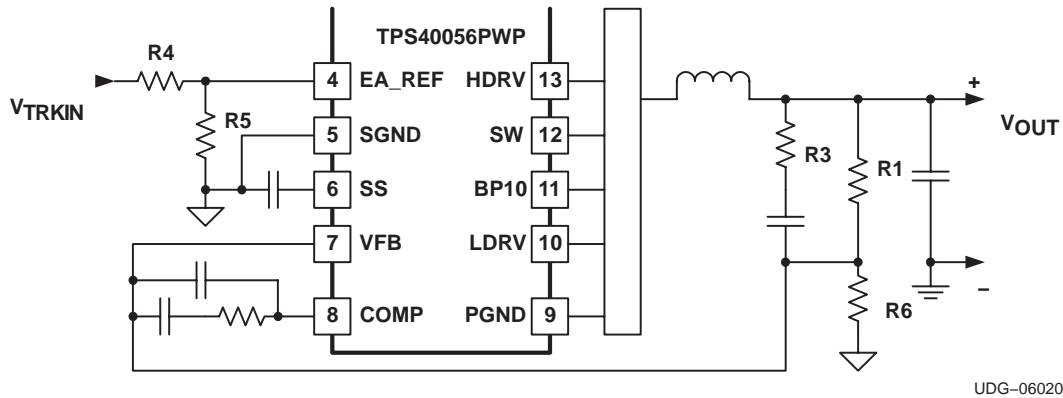 TPS40056PWP
R4
VTRKIN
R5
4 EA_REF
5 SGND
6 SS
7 VFB
8 COMP
HDRV 13
SW 12
BP10 11
LDRV 10
PGND 9
R3
R1
R6
+
VOUT
–
UDG–06020